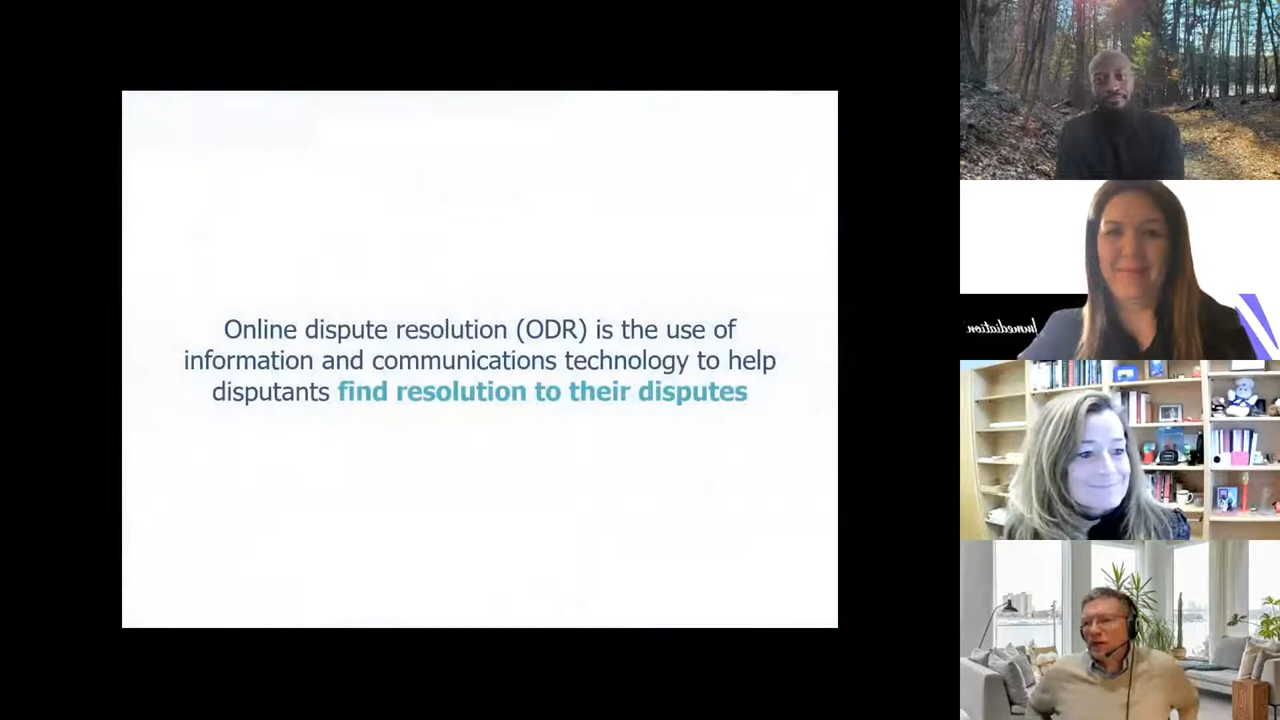 Online dispute resolution (ODR) is the use of
information and communications technology to help
disputants find resolution to their disputes
Immediation